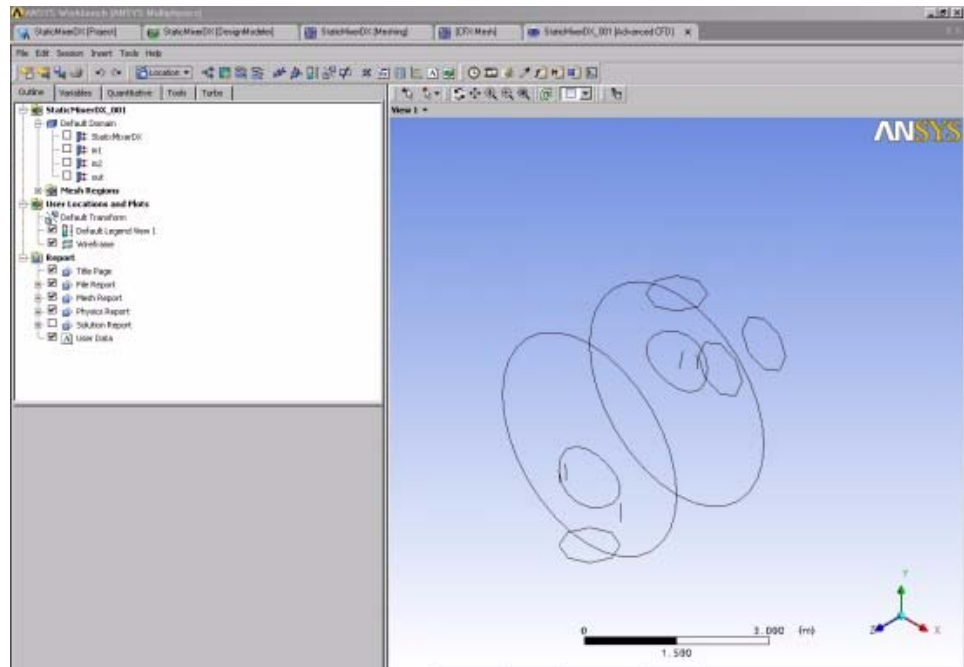 ANSYS Workbench [ANSYS Multiphysics]
StaticMixerDX [Project] StaticMixerDX [DesignModeler] StaticMixerDX [Meshing] [CFX Mesh] StaticMixerDX_001 [Advanced CFD]
File Edit Session Insert Tools Help
Location
Outline Variables Quantitative Tools Turbo
View 1
StaticMixerDX_001
Default Domain
StaticMixerDX
in1
in2
out
Mesh Regions
User Locations and Plots
Default Transform
Default Legend View 1
Wireframe
Report
Title Page
File Report
Mesh Report
Physics Report
Solution Report
User Data
ANSYS
Y
Z X
0 3.000 (m)
1.500